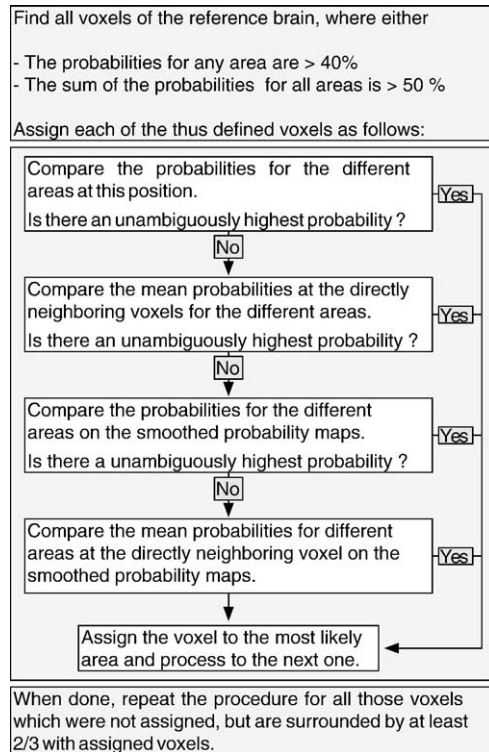 Find all voxels of the reference brain, where either
- The probabilities for any area are > 40%
- The sum of the probabilities for all areas is > 50 %
Assign each of the thus defined voxels as follows:
Compare the probabilities for the different
areas at this position.
Is there an unambiguously highest probability ?
Yes
No
Compare the mean probabilities at the directly
neighboring voxels for the different areas.
Is there an unambiguously highest probability ?
Yes
No
Compare the probabilities for the different
areas on the smoothed probability maps.
Is there a unambiguously highest probability ?
Yes
No
Compare the mean probabilities for different
areas at the directly neighboring voxel on the
smoothed probability maps.
Yes
Assign the voxel to the most likely
area and process to the next one.
When done, repeat the procedure for all those voxels
which were not assigned, but are surrounded by at least
2/3 with assigned voxels.